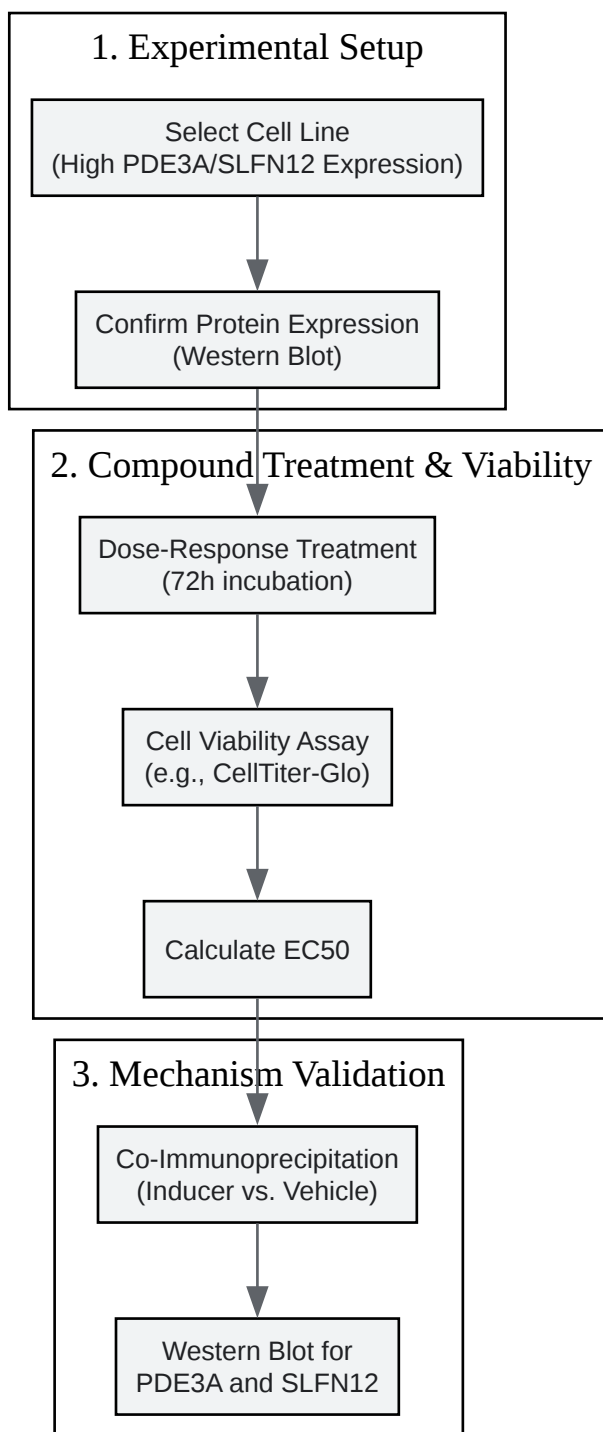 1. Experimental Setup
Select Cell Line
(High PDE3A/SLFN12 Expression)
Confirm Protein Expression
(Western Blot)
2. Compound Treatment & Viability
Dose-Response Treatment
(72h incubation)
Cell Viability Assay
(e.g., CellTiter-Glo)
Calculate EC50
3. Mechanism Validation
Co-Immunoprecipitation
(Inducer vs. Vehicle)
Western Blot for
PDE3A and SLFN12